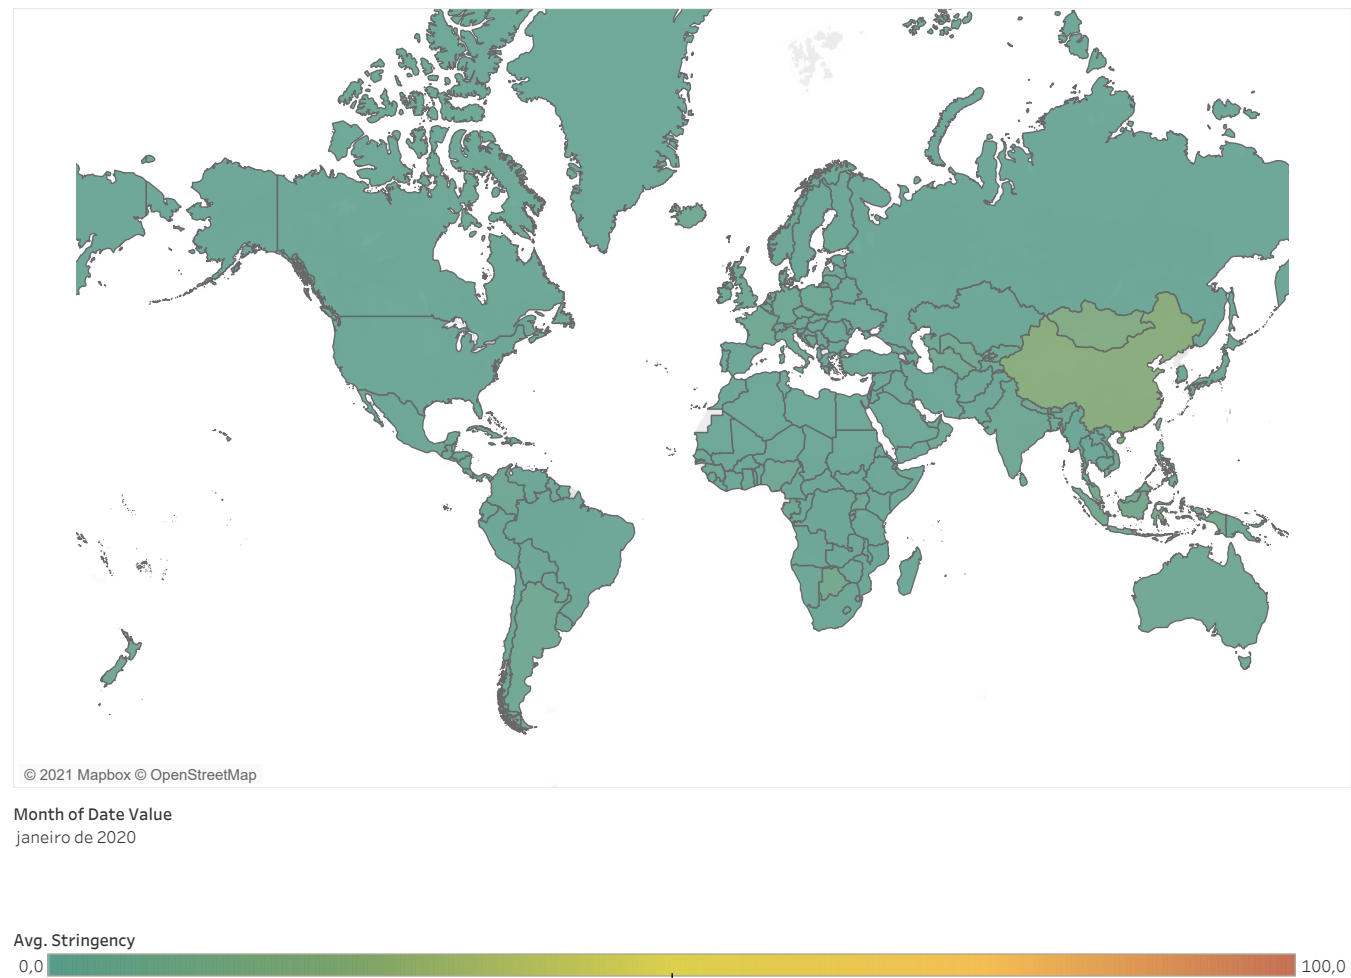 © 2021 Mapbox © OpenStreetMap
Month of Date Value
janeiro de 2020
Avg. Stringency
0,0 100,0